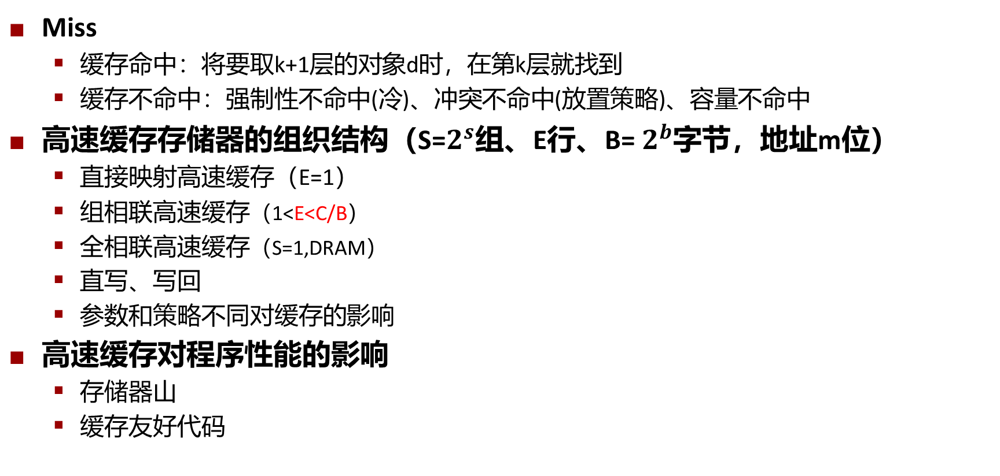 Miss
缓存命中：将要取k+1层的对象d时，在第k层就找到
缓存不命中：强制性不命中(冷)、冲突不命中(放置策略)、容量不命中
高速缓存存储器的组织结构（S=2^s组、E行、B= 2^b字节，地址m位）
直接映射高速缓存（E=1）
组相联高速缓存（1<E<C/B）
全相联高速缓存（S=1,DRAM）
直写、写回
参数和策略不同对缓存的影响
高速缓存对程序性能的影响
存储器山
缓存友好代码